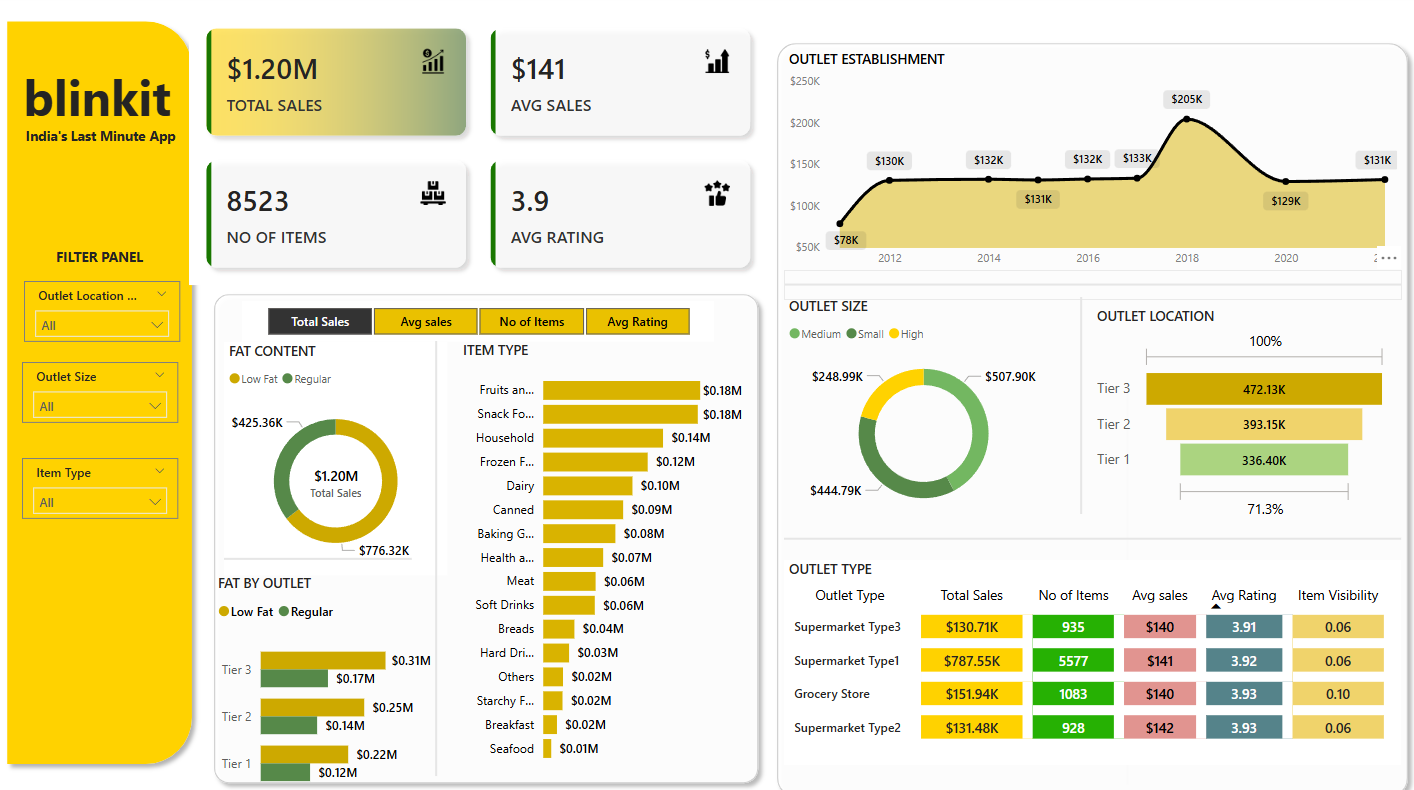 blinkit
India's Last Minute App
FILTER PANEL
Outlet Location ...
All
Outlet Size
All
Item Type
All
$1.20M
TOTAL SALES
$141
AVG SALES
8523
NO OF ITEMS
3.9
AVG RATING
Total Sales Avg sales No of Items Avg Rating
FAT CONTENT
Low Fat Regular
$425.36K
$1.20M
Total Sales
$776.32K
FAT BY OUTLET
Low Fat Regular
Tier 3 $0.31M
$0.17M
Tier 2 $0.25M
$0.14M
Tier 1 $0.22M
$0.12M
ITEM TYPE
Fruits an... $0.18M
Snack Fo... $0.18M
Household $0.14M
Frozen F... $0.12M
Dairy $0.10M
Canned $0.09M
Baking G... $0.08M
Health a... $0.07M
Meat $0.06M
Soft Drinks $0.06M
Breads $0.04M
Hard Dri... $0.03M
Others $0.02M
Starchy F... $0.02M
Breakfast $0.02M
Seafood $0.01M
OUTLET ESTABLISHMENT
$250K
$200K
$150K
$100K
$50K
$78K $130K $132K $131K $132K $133K $205K $129K $131K
2012 2014 2016 2018 2020
OUTLET SIZE
Medium Small High
$248.99K $507.90K
$444.79K
OUTLET LOCATION
100%
Tier 3 472.13K
Tier 2 393.15K
Tier 1 336.40K
71.3%
OUTLET TYPE
Outlet Type Total Sales No of Items Avg sales Avg Rating Item Visibility
Supermarket Type3 $130.71K 935 $140 3.91 0.06
Supermarket Type1 $787.55K 5577 $141 3.92 0.06
Grocery Store $151.94K 1083 $140 3.93 0.10
Supermarket Type2 $131.48K 928 $142 3.93 0.06